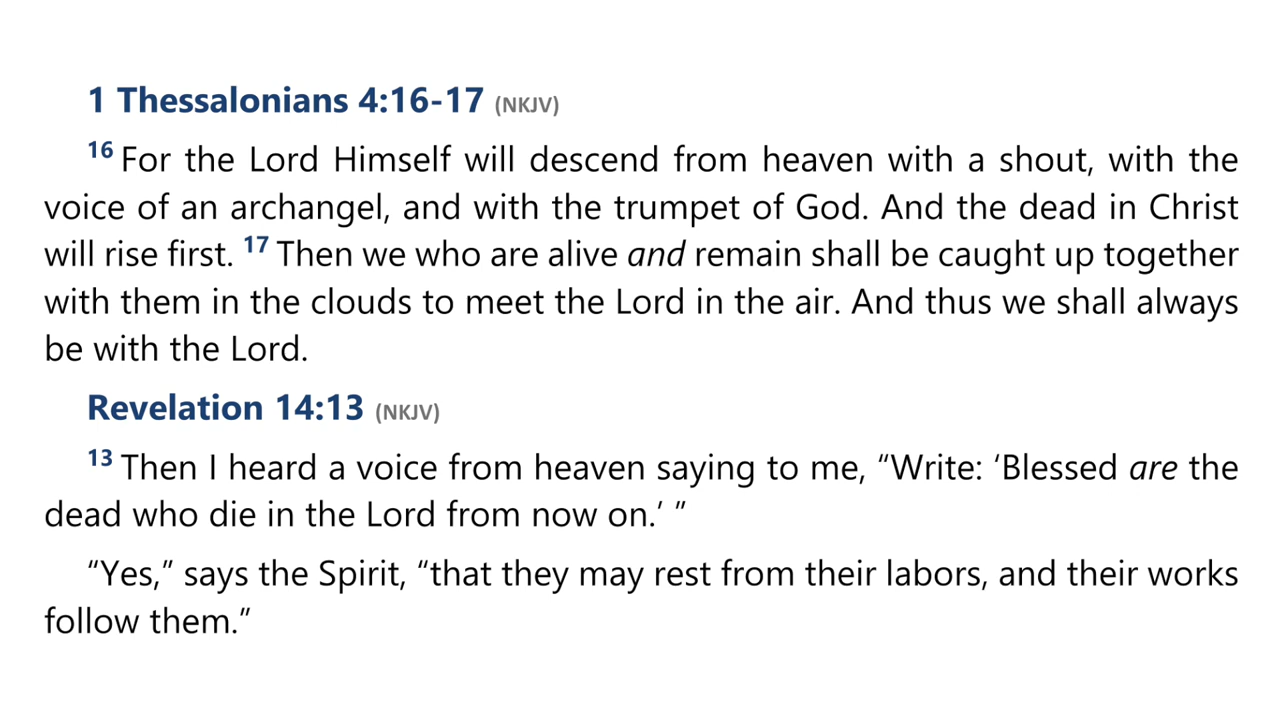 1 Thessalonians 4:16-17 (NKJV)
16 For the Lord Himself will descend from heaven with a shout, with the
voice of an archangel, and with the trumpet of God. And the dead in Christ
will rise first. 17 Then we who are alive and remain shall be caught up together
with them in the clouds to meet the Lord in the air. And thus we shall always
be with the Lord.
Revelation 14:13 (NKJV)
13 Then I heard a voice from heaven saying to me, “Write: ‘Blessed are the
dead who die in the Lord from now on.’ ”
“Yes,” says the Spirit, “that they may rest from their labors, and their works
follow them.”